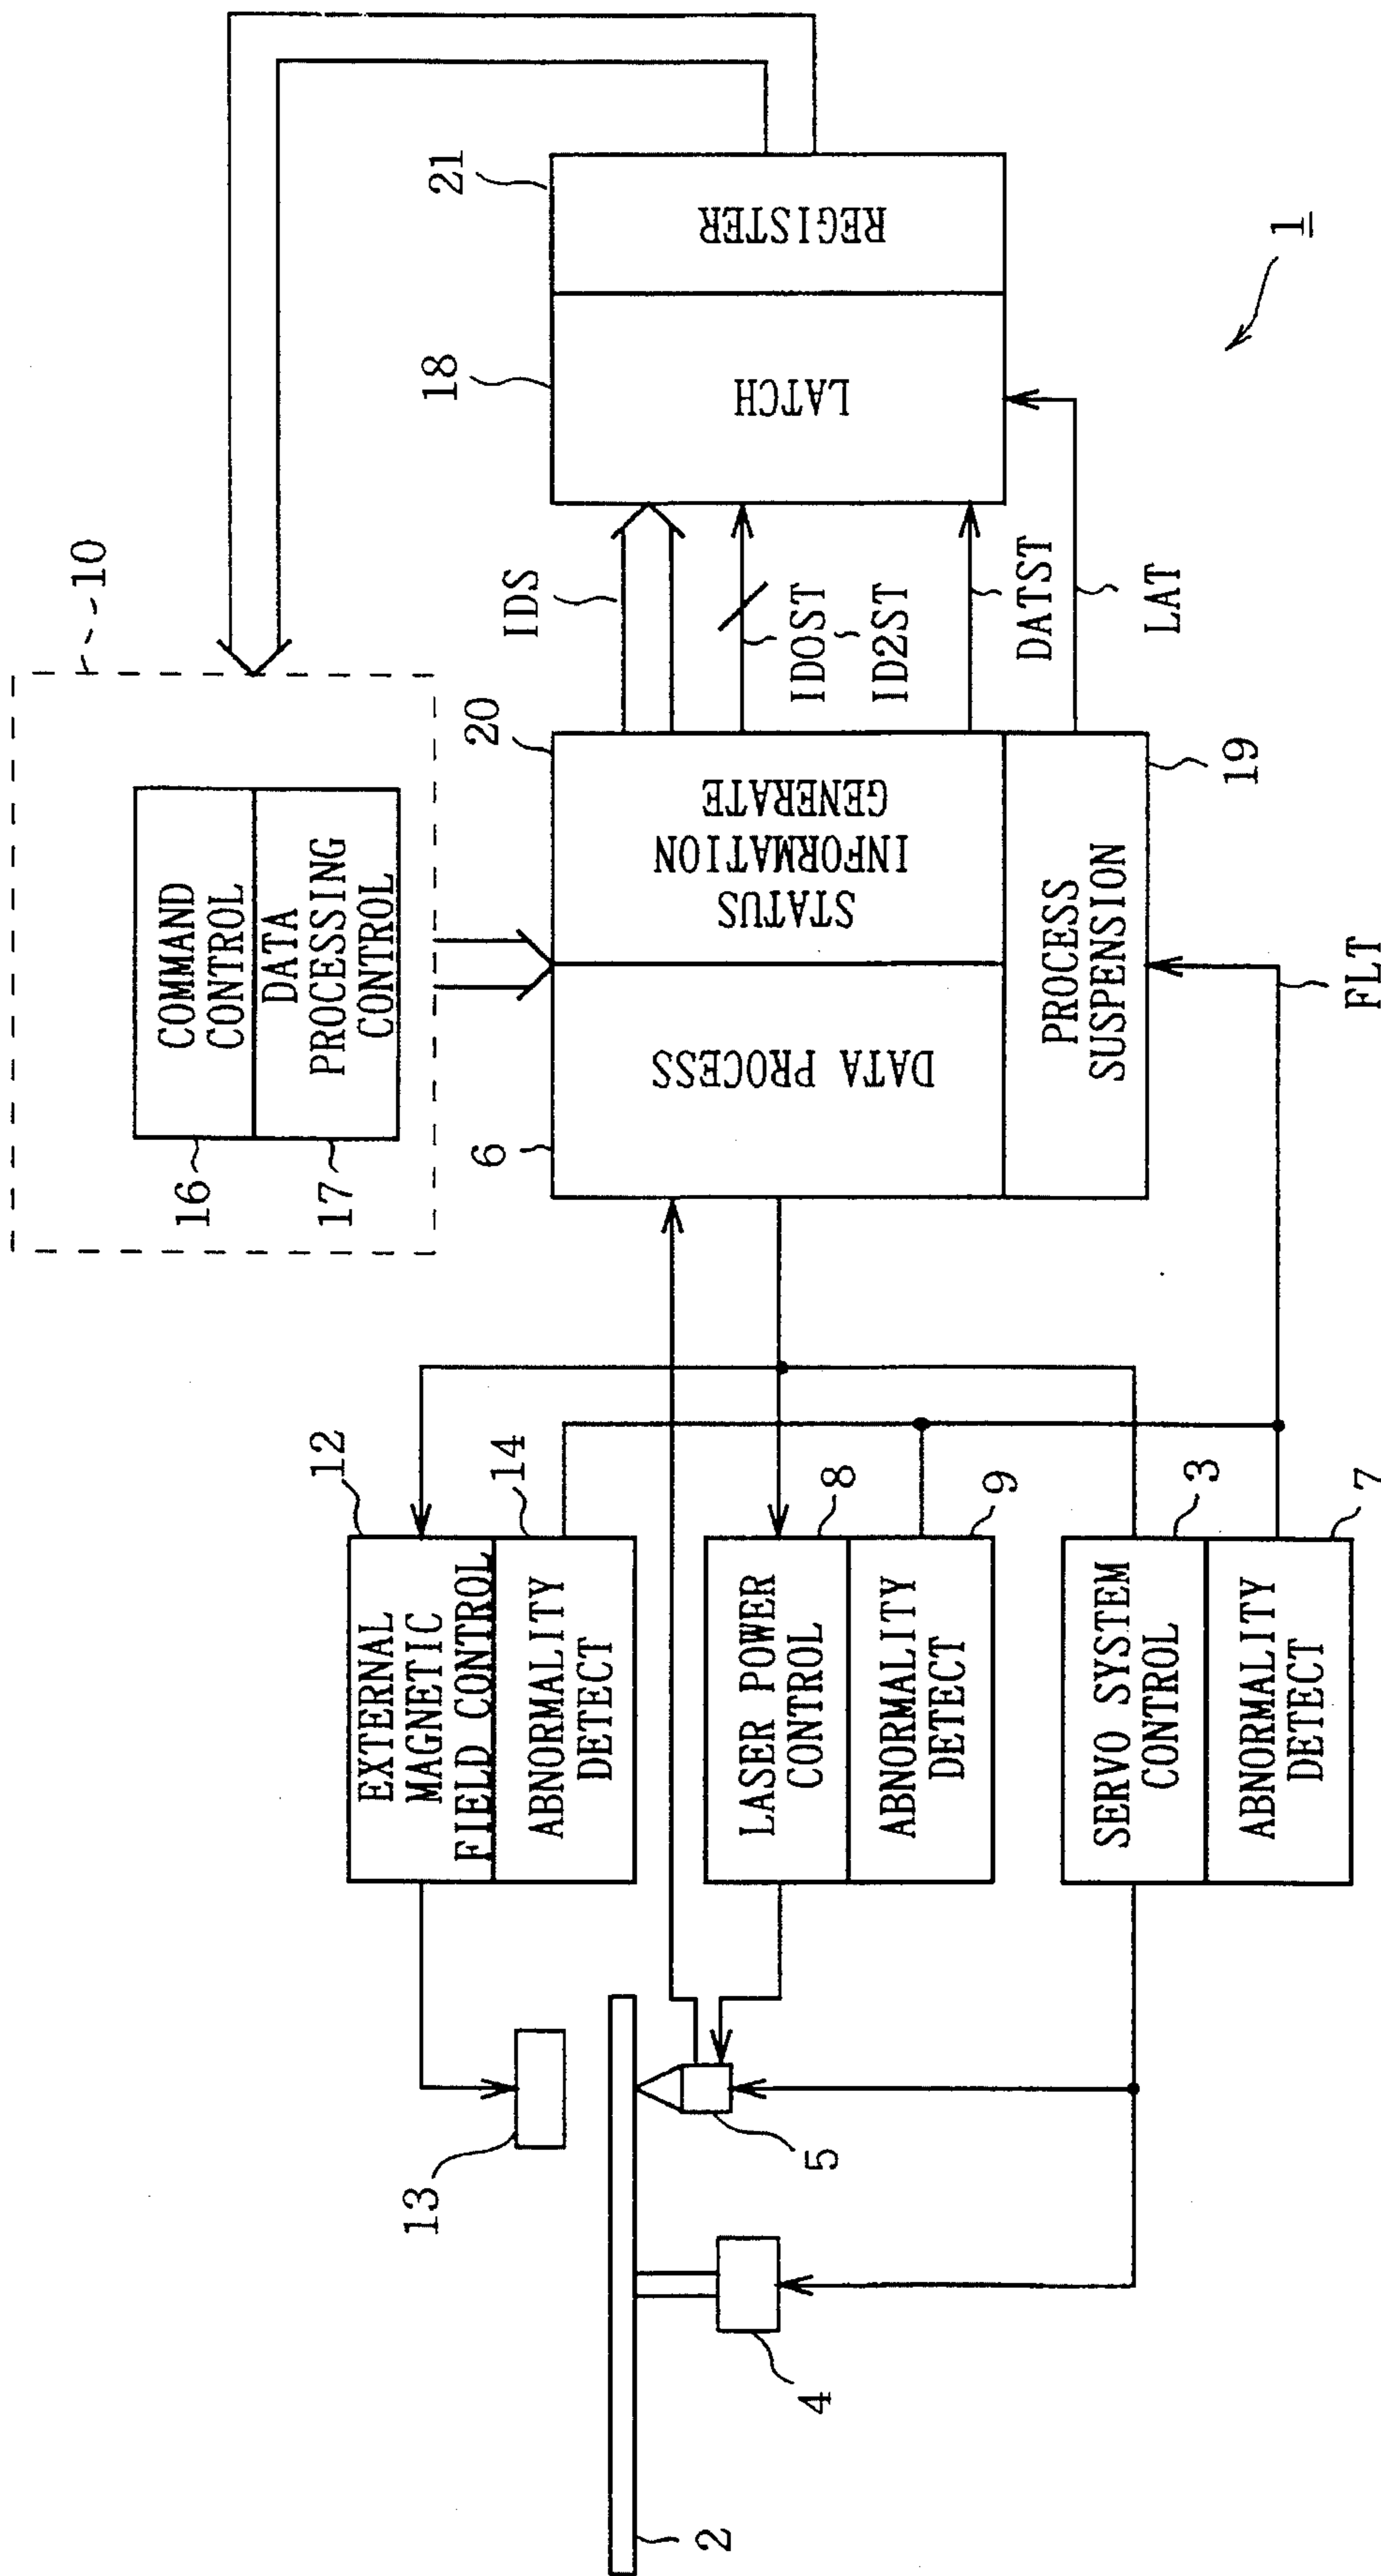 10
COMMAND
CONTROL
DATA
PROCESSING
CONTROL
16
17
12
EXTERNAL
MAGNETIC
FIELD CONTROL
14
ABNORMALITY
DETECT
13
8
LASER POWER
CONTROL
9
ABNORMALITY
DETECT
3
SERVO SYSTEM
CONTROL
7
ABNORMALITY
DETECT
5
4
2
6
DATA PROCESS
20
STATUS
INFORMATION
GENERATE
19
PROCESS
SUSPENSION
FLT
IDS
ID0ST
~
ID2ST
DATST
LAT
18
LATCH
21
REGISTER
1